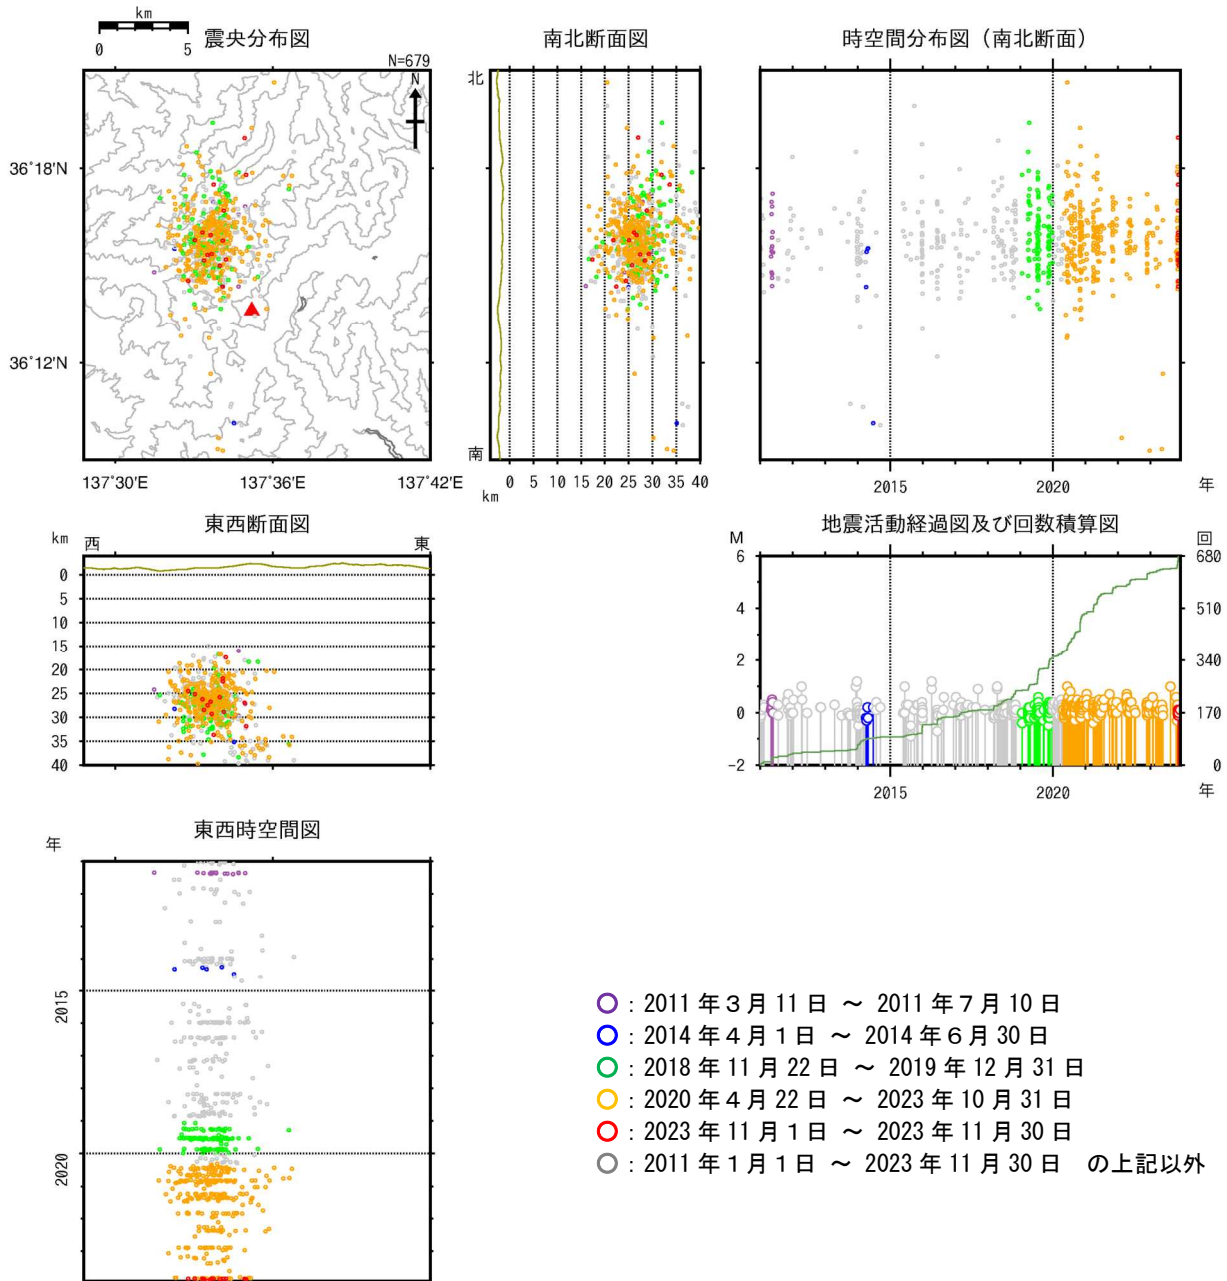 km
0 5
震央分布図
N=679
N
36°18'N
36°12'N
137°30'E 137°36'E 137°42'E
南北断面図
北
南
0 5 10 15 20 25 30 35 40
km
時空間分布図（南北断面）
2015 2020 年
東西断面図
km 西 東
0
5
10
15
20
25
30
35
40
地震活動経過図及び回数積算図
M 回
6 680
4 510
2 340
0 170
-2 0
2015 2020 年
東西時空間図
年
2015
2020
：2011 年３月 11 日 ～ 2011 年７月 10 日
：2014 年４月１日 ～ 2014 年６月 30 日
：2018 年 11 月 22 日 ～ 2019 年 12 月 31 日
：2020 年４月 22 日 ～ 2023 年 10 月 31 日
：2023 年 11 月１日 ～ 2023 年 11 月 30 日
：2011 年１月１日 ～ 2023 年 11 月 30 日 の上記以外